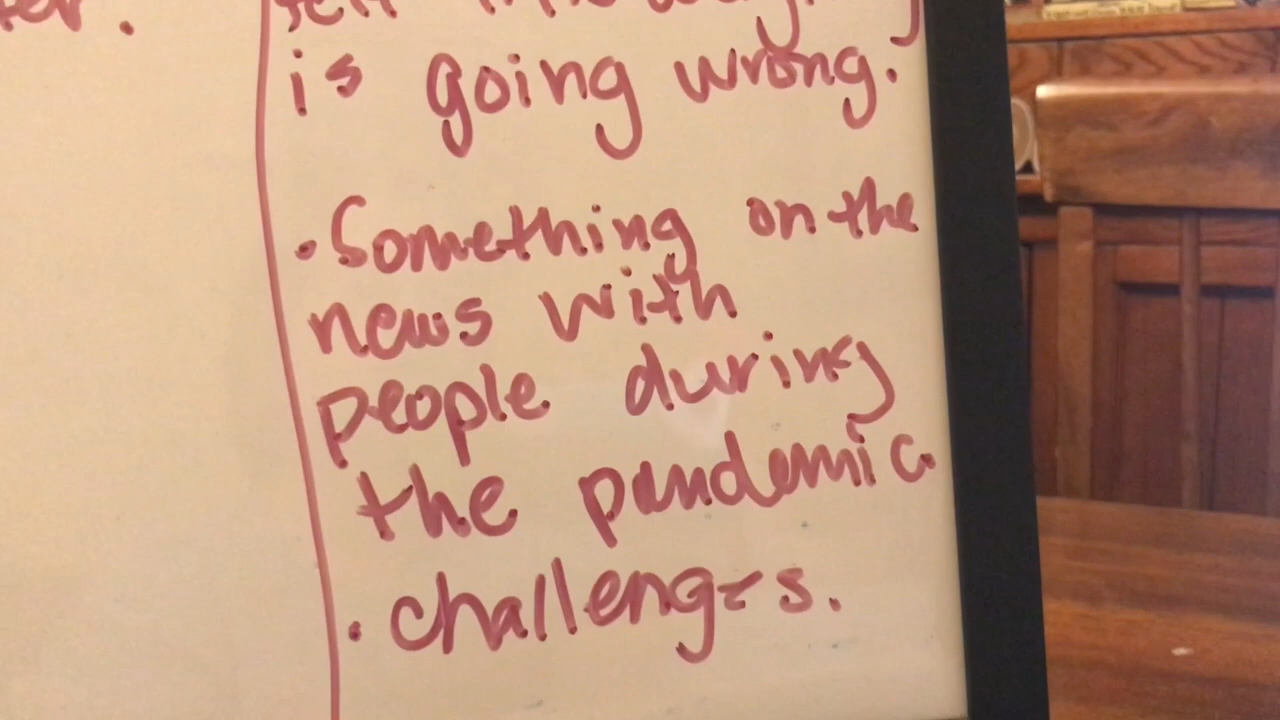 is going wrong.
• Something on the
news with
people during
the pandemic.
• challenges.